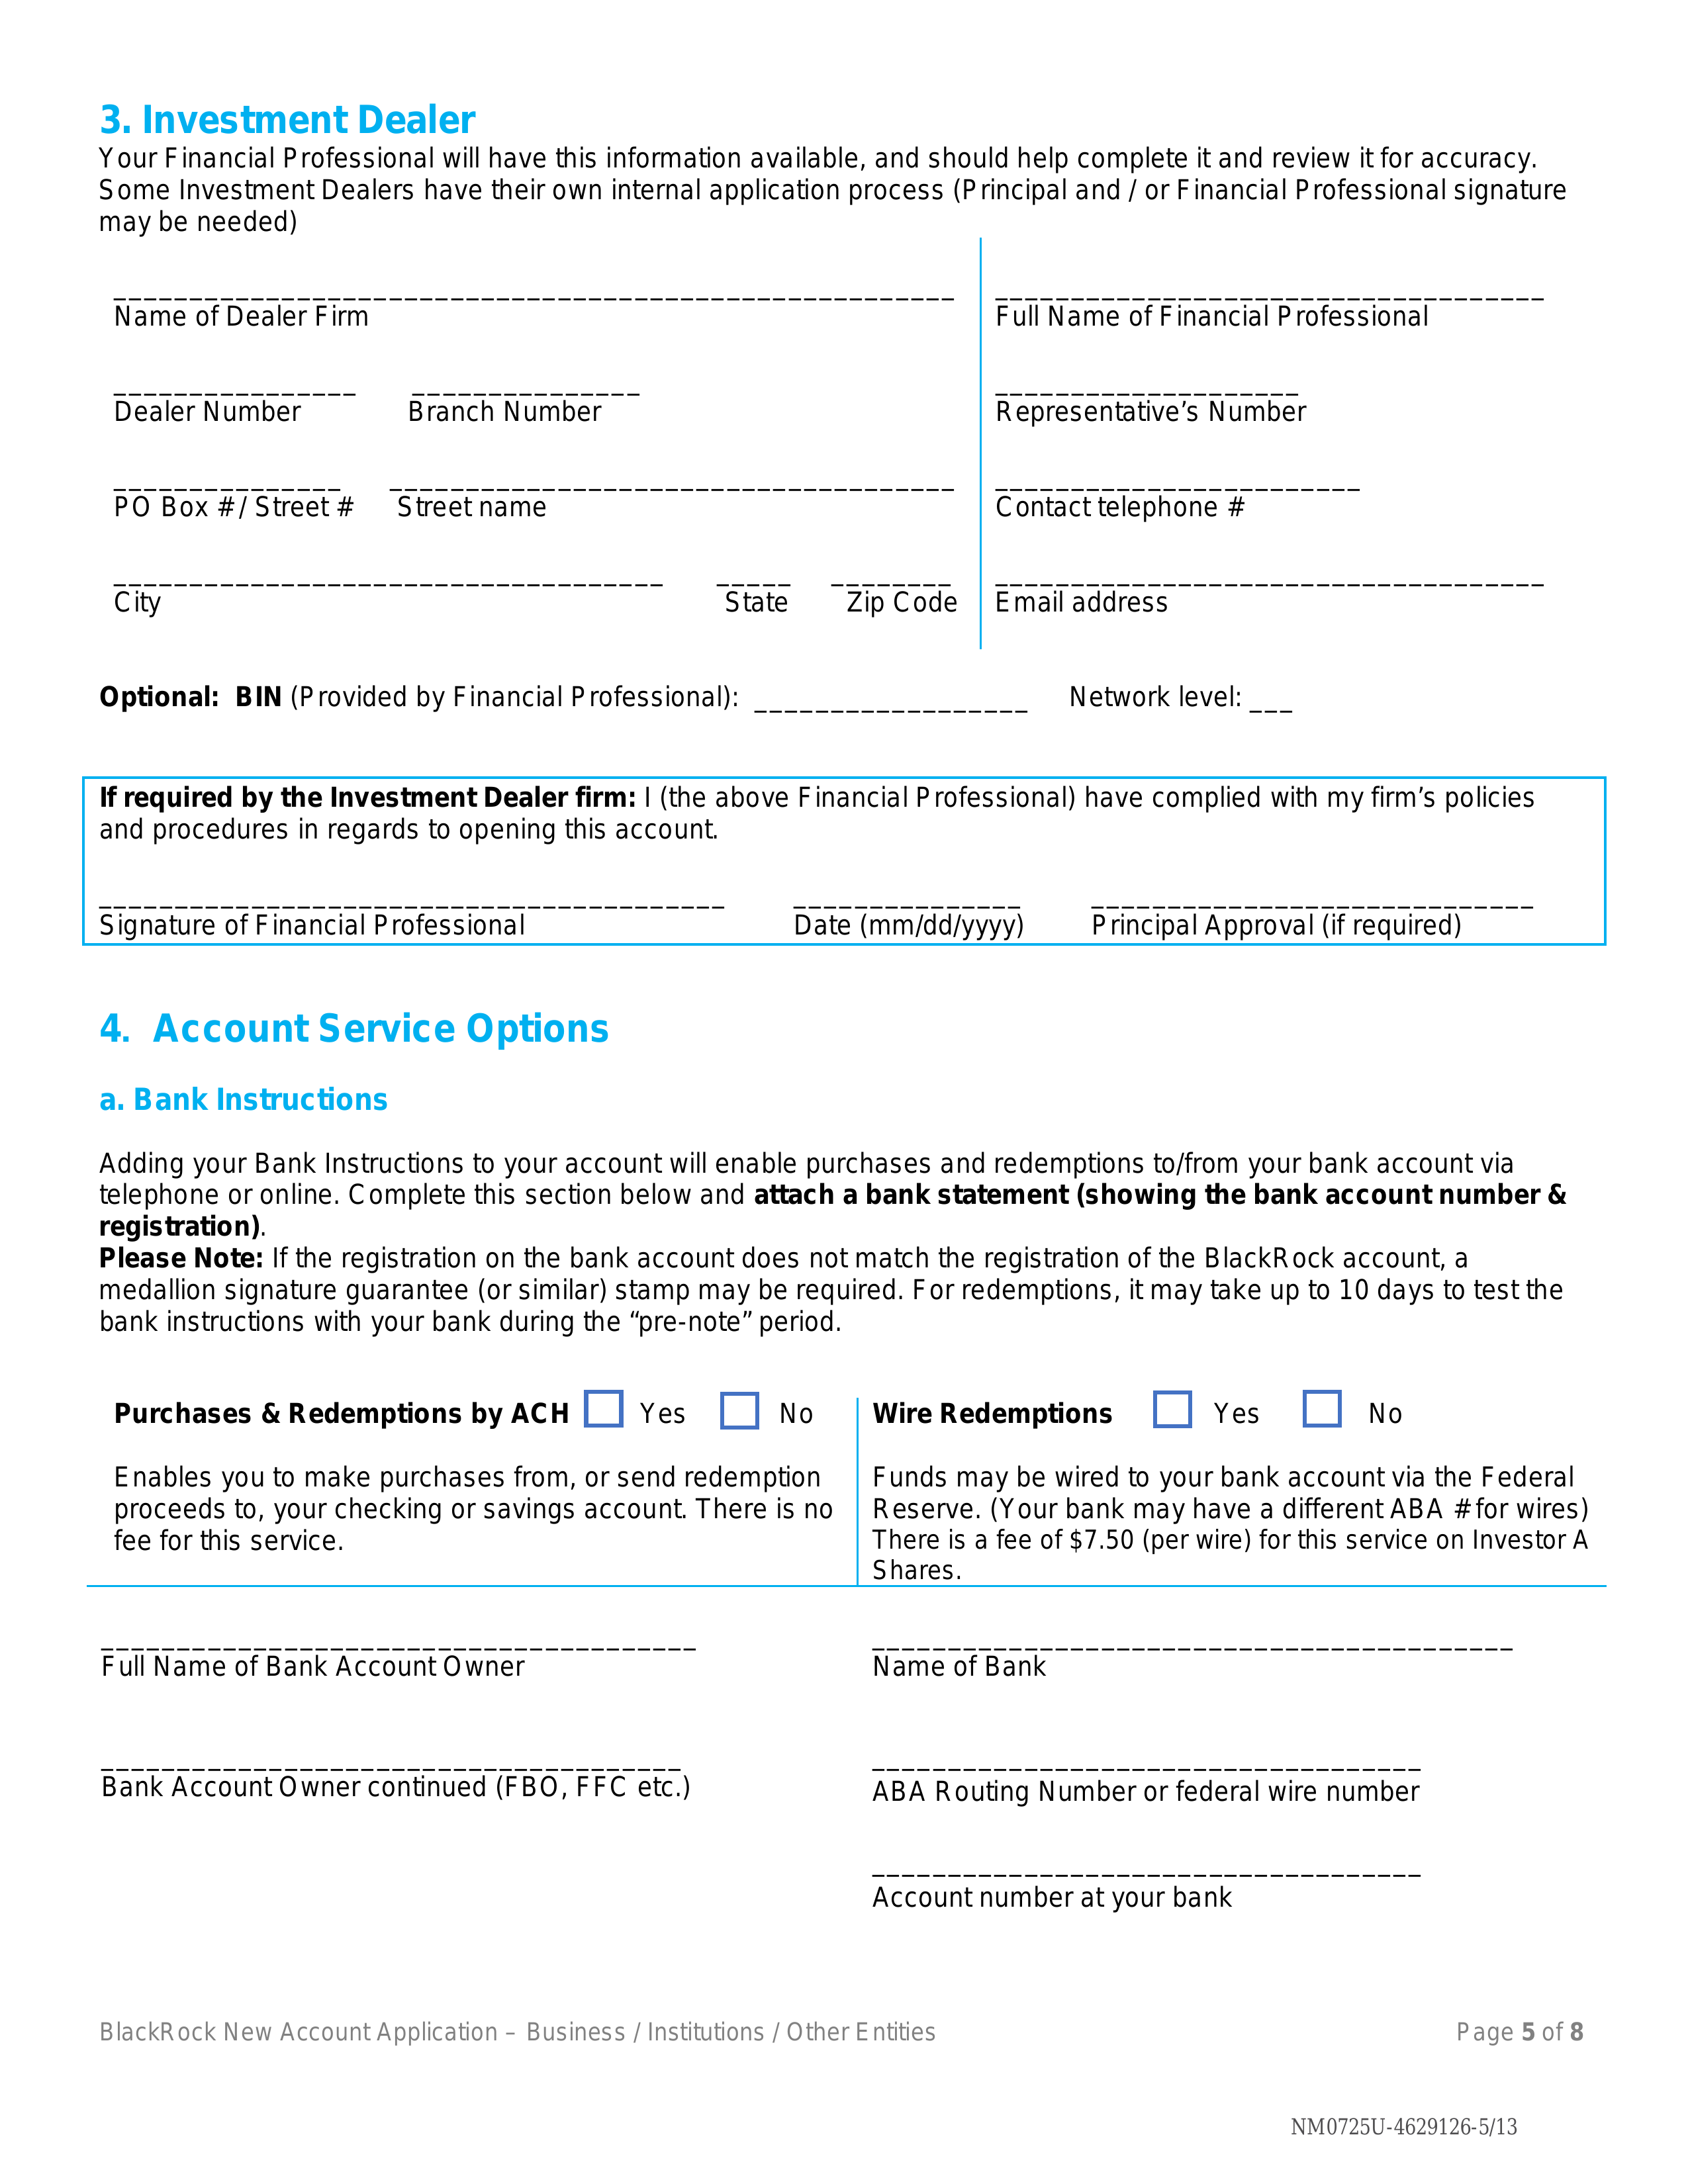 3. Investment Dealer
Your Financial Professional will have this information available, and should help complete it and review it for accuracy.
Some Investment Dealers have their own internal application process (Principal and / or Financial Professional signature
may be needed)
Name of Dealer Firm
Full Name of Financial Professional
Dealer Number Branch Number
Representative’s Number
PO Box #/ Street # Street name
Contact telephone #
City State Zip Code
Email address
Optional: BIN (Provided by Financial Professional): __________________ Network level: ___
If required by the Investment Dealer firm: I (the above Financial Professional) have complied with my firm’s policies
and procedures in regards to opening this account.
Signature of Financial Professional Date (mm/dd/yyyy) Principal Approval (if required)
4. Account Service Options
a. Bank Instructions
Adding your Bank Instructions to your account will enable purchases and redemptions to/from your bank account via
telephone or online. Complete this section below and attach a bank statement (showing the bank account number &
registration).
Please Note: If the registration on the bank account does not match the registration of the BlackRock account, a
medallion signature guarantee (or similar) stamp may be required. For redemptions, it may take up to 10 days to test the
bank instructions with your bank during the “pre-note” period.
Purchases & Redemptions by ACH Yes No
Enables you to make purchases from, or send redemption
proceeds to, your checking or savings account. There is no
fee for this service.
Wire Redemptions Yes No
Funds may be wired to your bank account via the Federal
Reserve. (Your bank may have a different ABA # for wires)
There is a fee of $7.50 (per wire) for this service on Investor A
Shares.
Full Name of Bank Account Owner
Name of Bank
Bank Account Owner continued (FBO, FFC etc.)
ABA Routing Number or federal wire number
Account number at your bank
BlackRock New Account Application – Business / Institutions / Other Entities Page 5 of 8
NM0725U-4629126-5/13